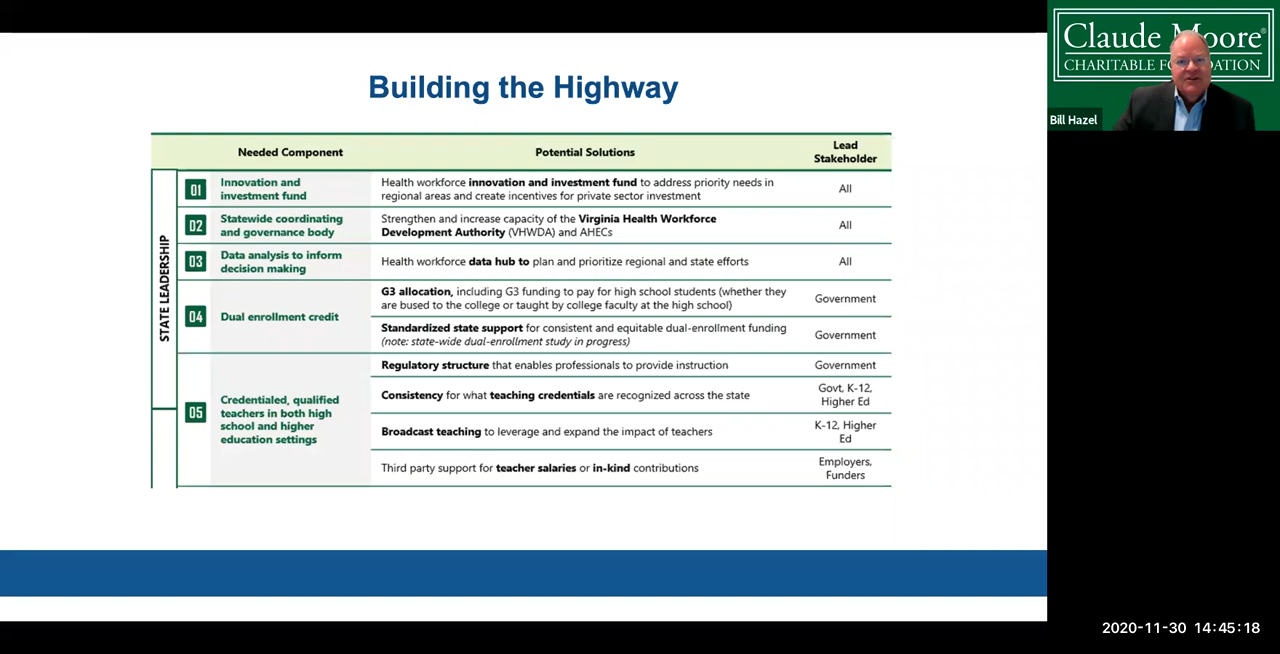 Building the Highway
Needed Component
Potential Solutions
Lead
Stakeholder
STATE LEADERSHIP
01
Innovation and
investment fund
Health workforce innovation and investment fund to address priority needs in
regional areas and create incentives for private sector investment
All
02
Statewide coordinating
and governance body
Strengthen and increase capacity of the Virginia Health Workforce
Development Authority (VHWDA) and AHECs
All
03
Data analysis to inform
decision making
Health workforce data hub to plan and prioritize regional and state efforts
All
04
Dual enrollment credit
G3 allocation, including G3 funding to pay for high school students (whether they
are bused to the college or taught by college faculty at the high school)
Government
Standardized state support for consistent and equitable dual-enrollment funding
(note: state-wide dual-enrollment study in progress)
Government
05
Credentialed, qualified
teachers in both high
school and higher
education settings
Regulatory structure that enables professionals to provide instruction
Government
Consistency for what teaching credentials are recognized across the state
Govt, K-12,
Higher Ed
Broadcast teaching to leverage and expand the impact of teachers
K-12, Higher
Ed
Third party support for teacher salaries or in-kind contributions
Employers,
Funders
Claude Moore®
CHARITABLE FOUNDATION
Bill Hazel
2020-11-30 14:45:18